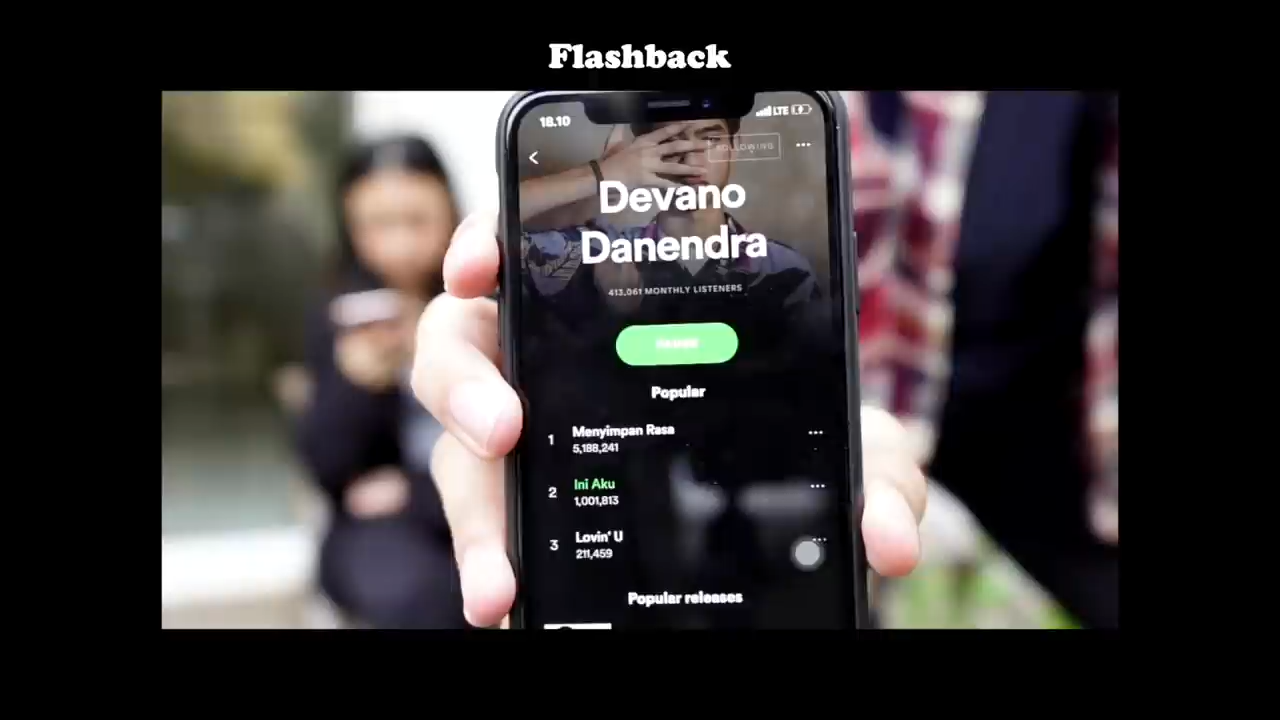 Flashback
18.10
LTE
FOLLOWING
Devano
Danendra
413,061 MONTHLY LISTENERS
Popular
1 Menyimpan Rasa
5,188,241
2 Ini Aku
1,001,813
3 Lovin' U
211,459
Popular releases